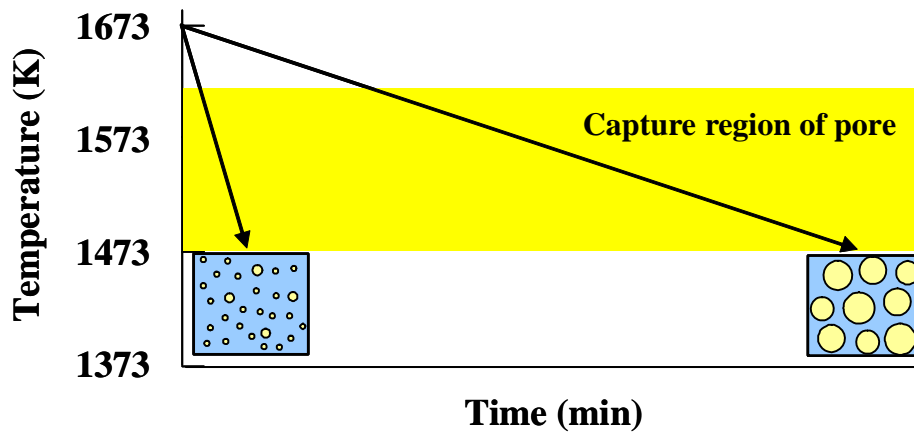 1673
Capture region of pore
1573
1473
1373
Temperature (K)
Time (min)